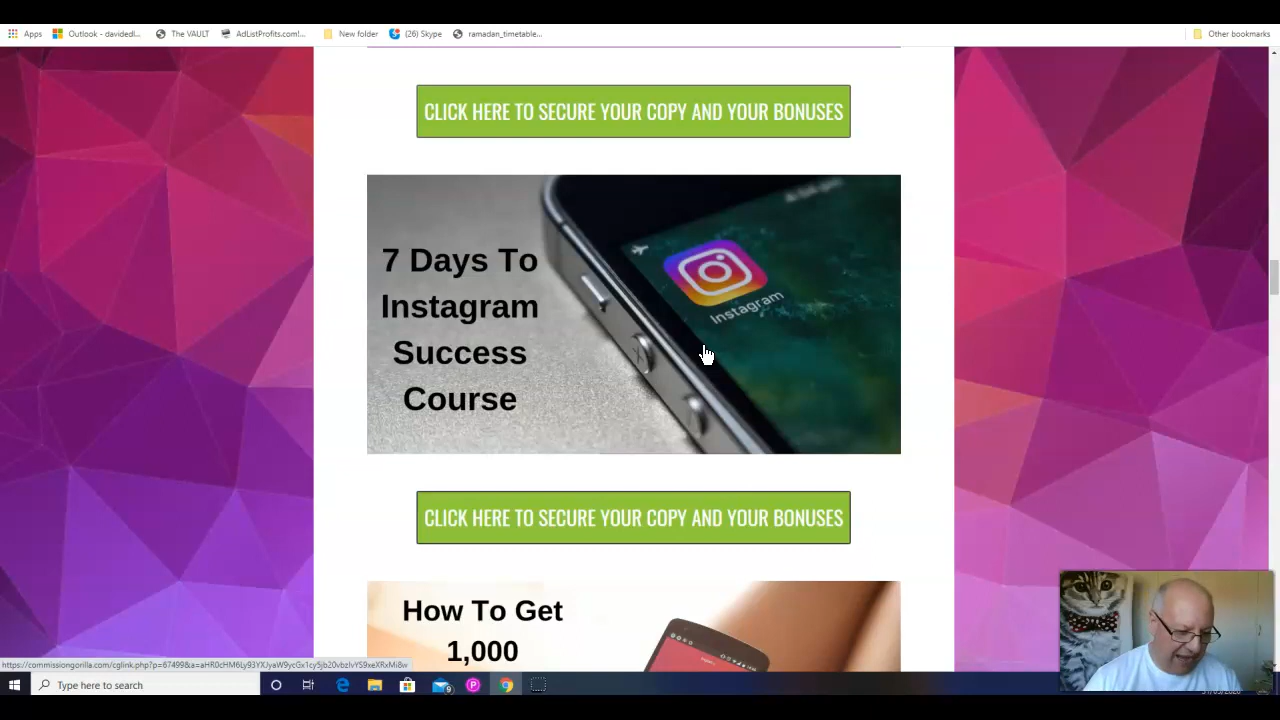 Apps
Outlook - davidedl...
The VAULT
AdListProfits.com!...
New folder
(26) Skype
ramadan_timetable...
Other bookmarks
CLICK HERE TO SECURE YOUR COPY AND YOUR BONUSES
7 Days To
Instagram
Success
Course
Instagram
CLICK HERE TO SECURE YOUR COPY AND YOUR BONUSES
How To Get
1,000
Type here to search